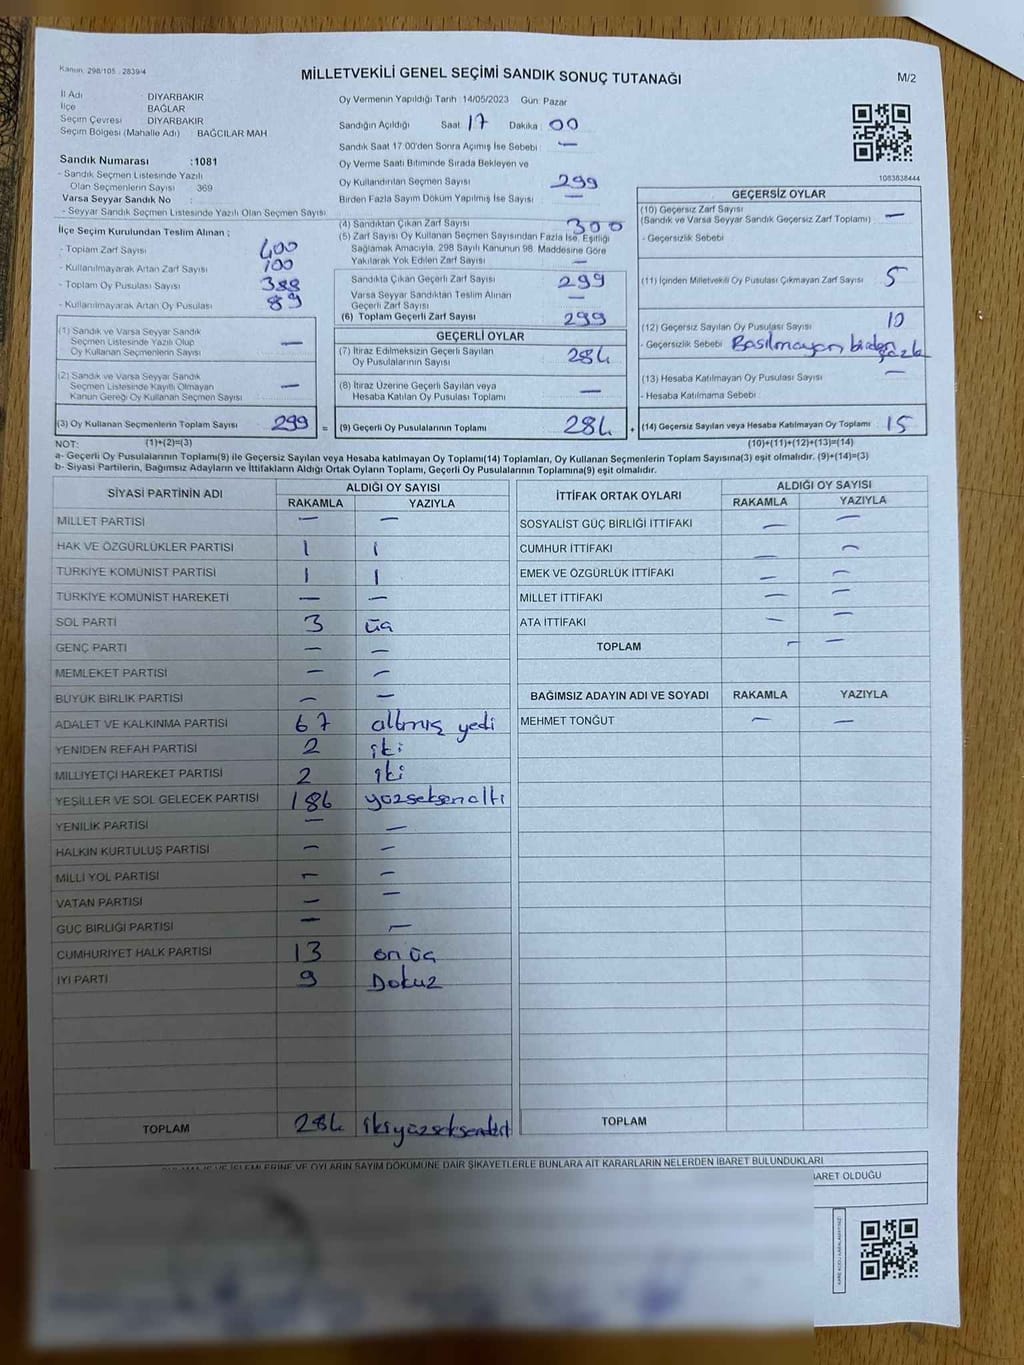 Kanun: 298/105 - 2839/4
MİLLETVEKİLİ GENEL SEÇİMİ SANDIK SONUÇ TUTANAĞI
M/2
İl Adı DİYARBAKIR
İlçe BAĞLAR
Seçim Çevresi DİYARBAKIR
Seçim Bölgesi (Mahalle Adı) : BAĞCILAR MAH
Oy Vermenin Yapıldığı Tarih 14/05/2023 Gün: Pazar
Sandığın Açıldığı Saat 17 Dakika : 00
Sandık Saat 17:00'den Sonra Açılmış İse Sebebi : —
Oy Verme Saati Bitiminde Sırada Bekleyen ve
Oy Kullandırılan Seçmen Sayısı 299
Birden Fazla Sayım Döküm Yapılmış İse Sayısı —
Sandık Numarası :1081
- Sandık Seçmen Listesinde Yazılı
Olan Seçmenlerin Sayısı : 369
Varsa Seyyar Sandık No :
- Seyyar Sandık Seçmen Listesinde Yazılı Olan Seçmen Sayısı :
İlçe Seçim Kurulundan Teslim Alınan ;
- Toplam Zarf Sayısı : 400
- Kullanılmayarak Artan Zarf Sayısı : 100
- Toplam Oy Pusulası Sayısı : 388
- Kullanılmayarak Artan Oy Pusulası : 89
(1) Sandık ve Varsa Seyyar Sandık
Seçmen Listesinde Yazılı Olup
Oy Kullanan Seçmenlerin Sayısı —
(2) Sandık ve Varsa Seyyar Sandık
Seçmen Listesinde Kayıtlı Olmayan
Kanun Gereği Oy Kullanan Seçmen Sayısı —
(3) Oy Kullanan Seçmenlerin Toplam Sayısı 299 =
(4) Sandıktan Çıkan Zarf Sayısı 300
(5) Zarf Sayısı Oy Kullanan Seçmen Sayısından Fazla İse, Eşitliği
Sağlamak Amacıyla, 298 Sayılı Kanunun 98. Maddesine Göre
Yakılarak Yok Edilen Zarf Sayısı —
Sandıkta Çıkan Geçerli Zarf Sayısı 299
Varsa Seyyar Sandıktan Teslim Alınan
Geçerli Zarf Sayısı —
(6) Toplam Geçerli Zarf Sayısı 299
GEÇERLİ OYLAR
(7) İtiraz Edilmeksizin Geçerli Sayılan
Oy Pusulalarının Sayısı 284
(8) İtiraz Üzerine Geçerli Sayılan veya
Hesaba Katılan Oy Pusulası Toplamı —
(9) Geçerli Oy Pusulalarının Toplamı 284 +
1083838444
GEÇERSİZ OYLAR
(10) Geçersiz Zarf Sayısı
(Sandık ve Varsa Seyyar Sandık Geçersiz Zarf Toplamı) —
- Geçersizlik Sebebi :
(11) İçinden Milletvekili Oy Pusulası Çıkmayan Zarf Sayısı 5
(12) Geçersiz Sayılan Oy Pusulası Sayısı 10
- Geçersizlik Sebebi : Basılmayan birden fazla
(13) Hesaba Katılmayan Oy Pusulası Sayısı —
- Hesaba Katılmama Sebebi :
(14) Geçersiz Sayılan veya Hesaba Katılmayan Oy Toplamı 15
NOT: (1)+(2)=(3) (10)+(11)+(12)+(13)=(14)
a- Geçerli Oy Pusulasının Toplamı(9) ile Geçersiz Sayılan veya Hesaba katılmayan Oy Toplamı(14) Toplamları, Oy Kullanan Seçmenlerin Toplam Sayısına(3) eşit olmalıdır. (9)+(14)=(3)
b- Siyasi Partilerin, Bağımsız Adayların ve İttifakların Aldığı Ortak Oyların Toplamı, Geçerli Oy Pusulalarının Toplamına(9) eşit olmalıdır.
SİYASİ PARTİNİN ADI ALDIĞI OY SAYISI
RAKAMLA YAZIYLA
MİLLET PARTİSİ — —
HAK VE ÖZGÜRLÜKLER PARTİSİ 1 1
TÜRKİYE KOMÜNİST PARTİSİ 1 1
TÜRKİYE KOMÜNİST HAREKETİ — —
SOL PARTİ 3 üç
GENÇ PARTİ — —
MEMLEKET PARTİSİ — —
BÜYÜK BİRLİK PARTİSİ — —
ADALET VE KALKINMA PARTİSİ 67 altmış yedi
YENİDEN REFAH PARTİSİ 2 iki
MİLLİYETÇİ HAREKET PARTİSİ 2 iki
YEŞİLLER VE SOL GELECEK PARTİSİ 186 yüzseksenaltı
YENİLİK PARTİSİ — —
HALKIN KURTULUŞ PARTİSİ — —
MİLLİ YOL PARTİSİ — —
VATAN PARTİSİ — —
GÜÇ BİRLİĞİ PARTİSİ — —
CUMHURİYET HALK PARTİSİ 13 on üç
İYİ PARTİ 9 Dokuz
TOPLAM 284 ikiyüzseksendört
İTTİFAK ORTAK OYLARI ALDIĞI OY SAYISI
RAKAMLA YAZIYLA
SOSYALİST GÜÇ BİRLİĞİ İTTİFAKI — —
CUMHUR İTTİFAKI — —
EMEK VE ÖZGÜRLÜK İTTİFAKI — —
MİLLET İTTİFAKI — —
ATA İTTİFAKI — —
TOPLAM — —
BAĞIMSIZ ADAYIN ADI VE SOYADI RAKAMLA YAZIYLA
MEHMET TONĞUT — —
TOPLAM
OYLARIN SAYIM DÖKÜMÜNE DAİR ŞİKAYETLERLE BUNLARA AİT KARARLARIN NELERDEN İBARET BULUNDUKLARI
İBARET OLDUĞU